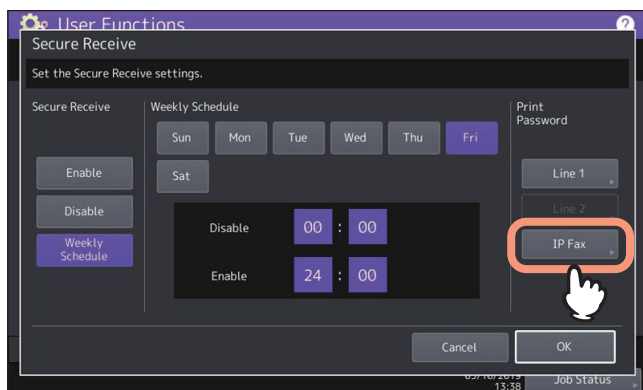 User Functions
?
Secure Receive
Set the Secure Receive settings.
Secure Receive
Enable
Disable
Weekly
Schedule
Weekly Schedule
Sun Mon Tue Wed Thu Fri
Sat
Disable 00 : 00
Enable 24 : 00
Print
Password
Line 1
Line 2
IP Fax
Cancel OK
13:38
Job Status